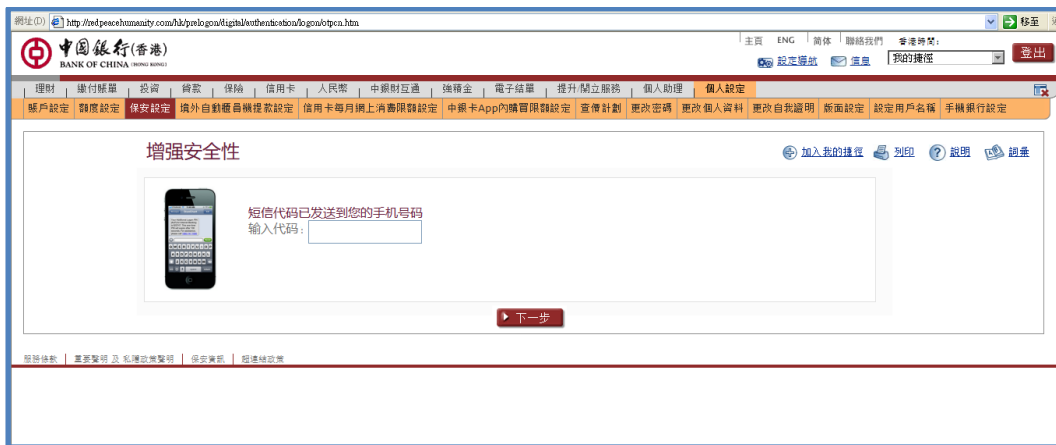 網址(D) http://redpeacehumanity.com/hk/prelogon/digital/authentication/logon/otpcn.htm 移至
中國銀行(香港)
BANK OF CHINA (HONG KONG)
主頁 ENG 简体 聯絡我們 香港時間:
設定導航 信息 我的捷徑 登出
理財 繳付賬單 投資 貸款 保險 信用卡 人民幣 中銀財互通 強積金 電子結單 提升/開立服務 個人助理 個人設定
賬戶設定 額度設定 保安設定 境外自動櫃員機提款設定 信用卡每月網上消費限額設定 中銀卡App內購買限額設定 宣傳計劃 更改密碼 更改個人資料 更改自我證明 版面設定 設定用戶名稱 手機銀行設定
增强安全性
加入我的捷徑 列印 說明 詞彙
短信代码已发送到您的手机号码
输入代码:
下一步
服務條款 重要聲明 及 私隱政策聲明 保安資訊 超連結政策